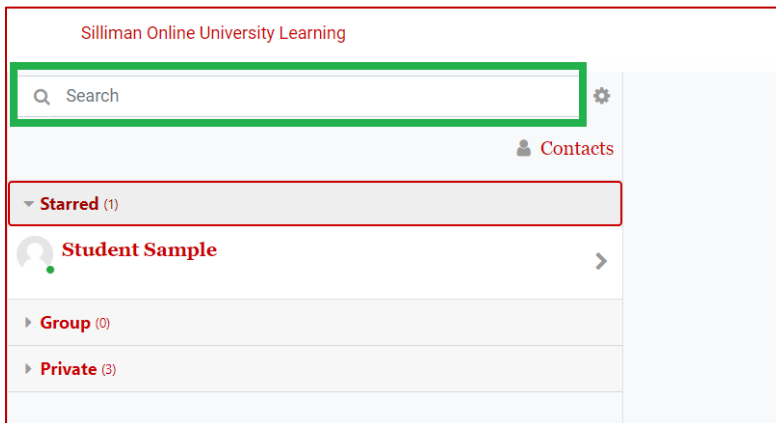 Silliman Online University Learning
Search
Contacts
Starred (1)
Student Sample
Group (0)
Private (3)